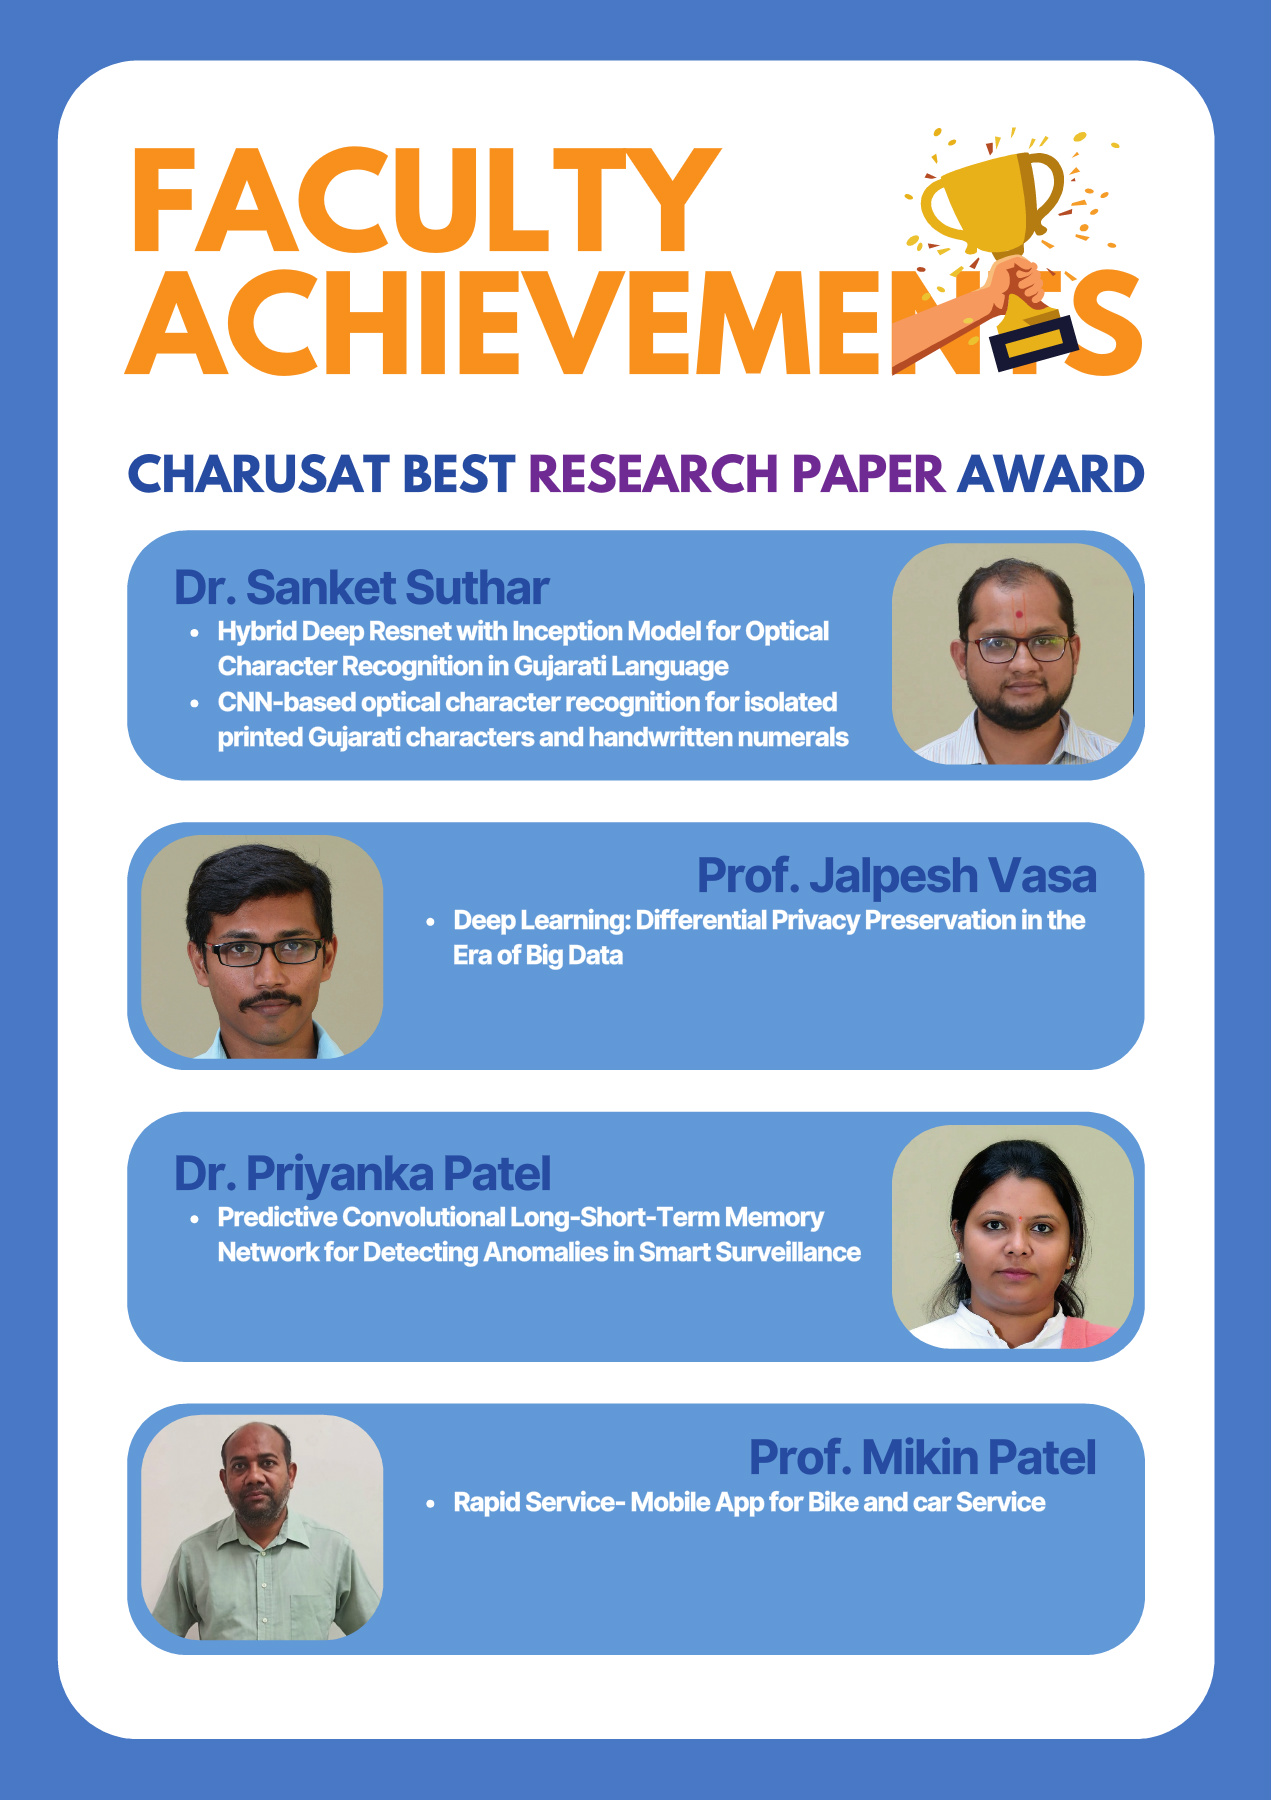 FACULTY
ACHIEVEMENTS
CHARUSAT BEST RESEARCH PAPER AWARD
Dr. Sanket Suthar
• Hybrid Deep Resnet with Inception Model for Optical
Character Recognition in Gujarati Language
• CNN-based optical character recognition for isolated
printed Gujarati characters and handwritten numerals
Prof. Jalpesh Vasa
• Deep Learning: Differential Privacy Preservation in the
Era of Big Data
Dr. Priyanka Patel
• Predictive Convolutional Long-Short-Term Memory
Network for Detecting Anomalies in Smart Surveillance
Prof. Mikin Patel
• Rapid Service- Mobile App for Bike and car Service